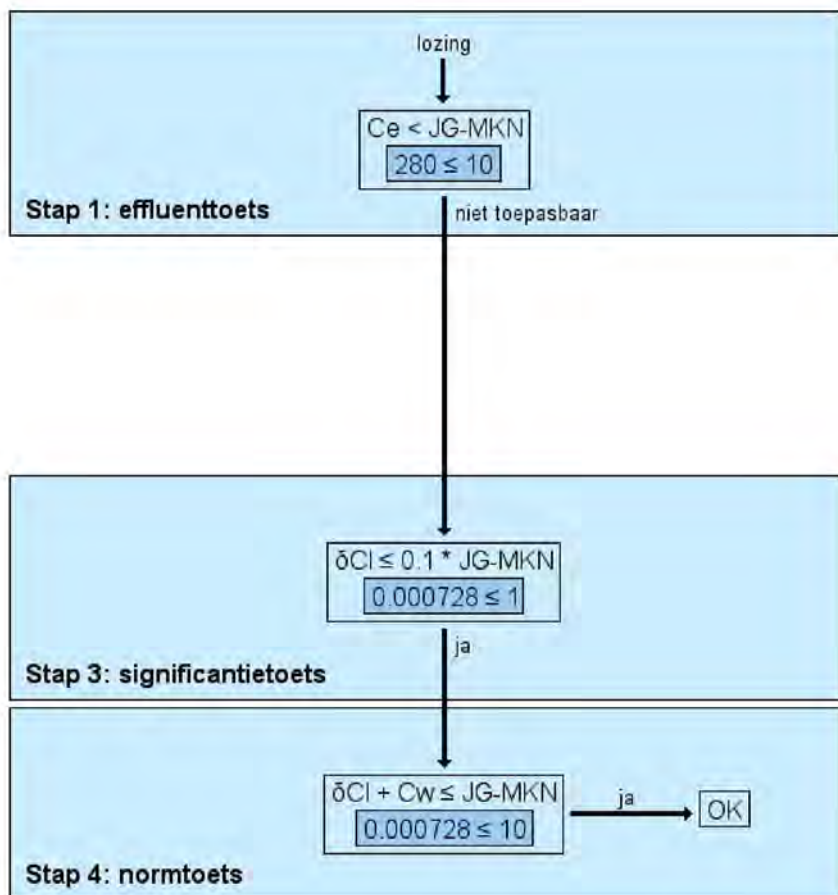 lozing
Ce < JG-MKN
280 ≤ 10
Stap 1: effluenttoets
niet toepasbaar
δCl ≤ 0.1 * JG-MKN
0.000728 ≤ 1
ja
Stap 3: significantietoets
δCl + Cw ≤ JG-MKN
0.000728 ≤ 10
ja
OK
Stap 4: normtoets